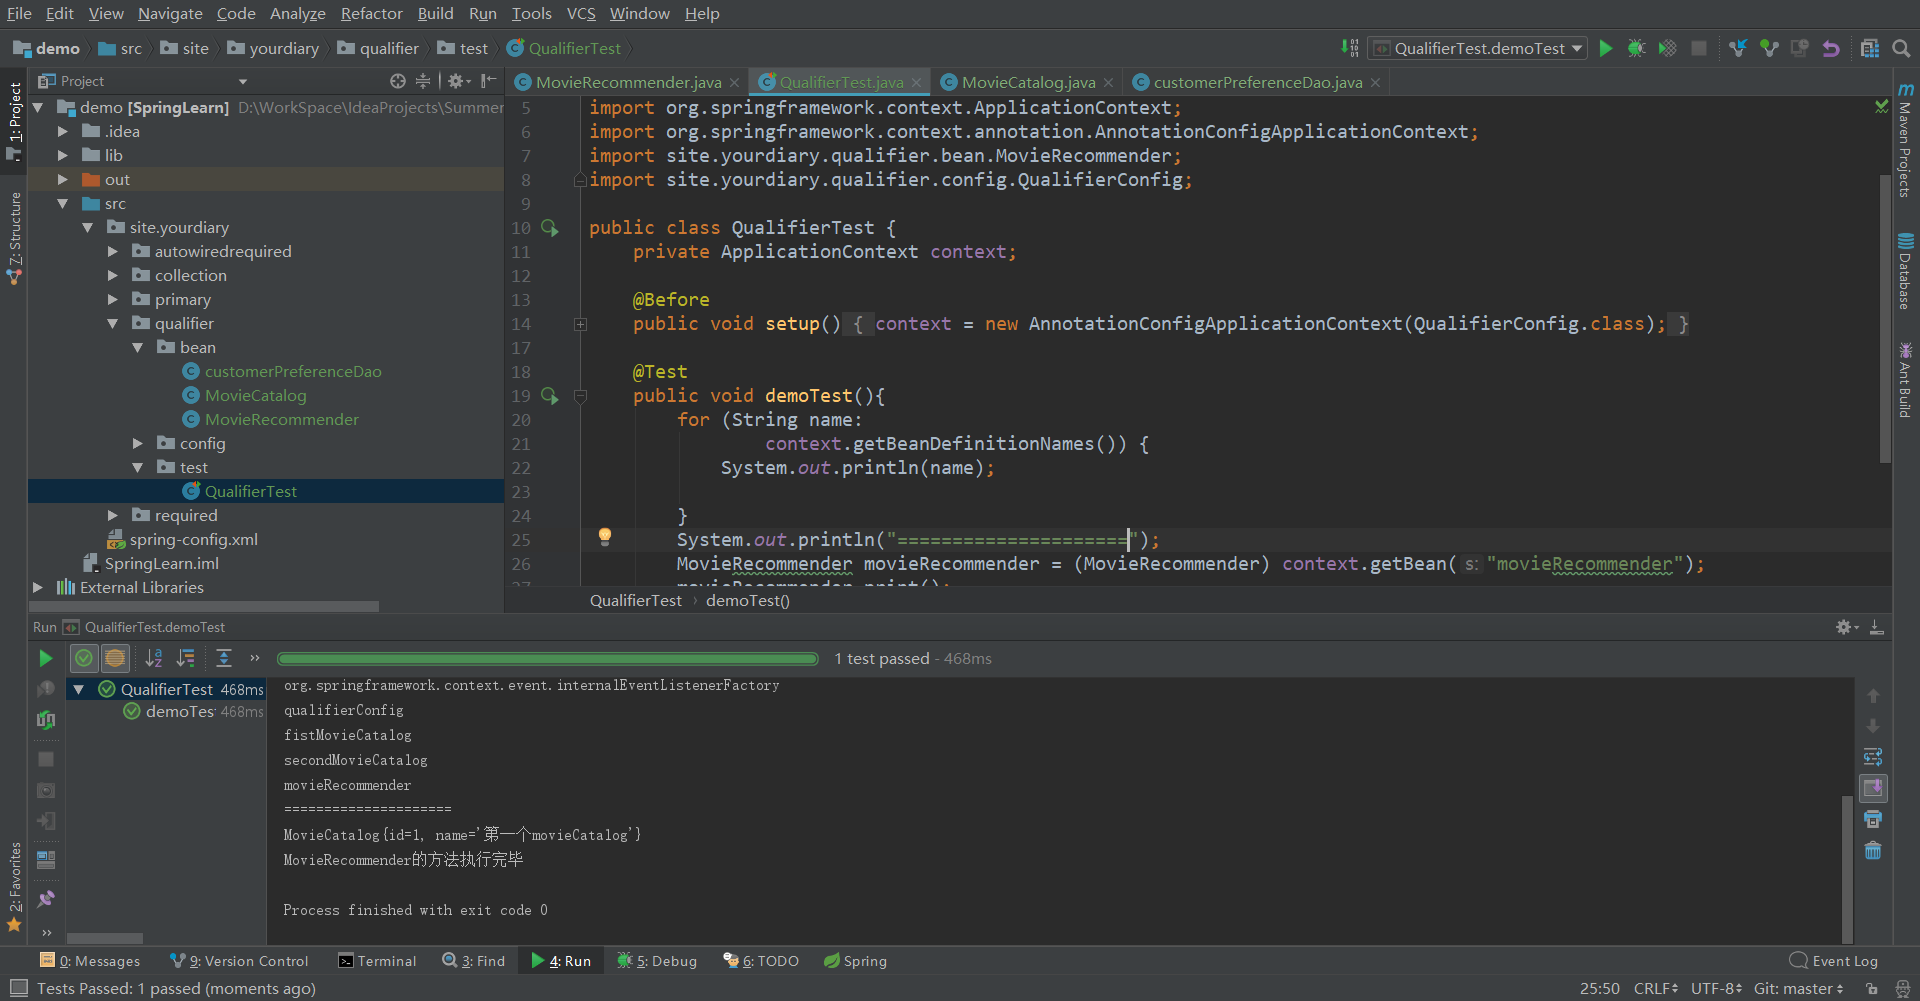 File Edit View Navigate Code Analyze Refactor Build Run Tools VCS Window Help
demo src site yourdiary qualifier test QualifierTest
QualifierTest.demoTest
Project
MovieRecommender.java QualifierTest.java MovieCatalog.java customerPreferenceDao.java
demo [SpringLearn] D:\WorkSpace\IdeaProjects\Summer
.idea
lib
out
src
site.yourdiary
autowiredrequired
collection
primary
qualifier
bean
customerPreferenceDao
MovieCatalog
MovieRecommender
config
test
QualifierTest
required
spring-config.xml
SpringLearn.iml
External Libraries
1: Project
7: Structure
2: Favorites
5 import org.springframework.context.ApplicationContext;
6 import org.springframework.context.annotation.AnnotationConfigApplicationContext;
7 import site.yourdiary.qualifier.bean.MovieRecommender;
8 import site.yourdiary.qualifier.config.QualifierConfig;
9
10 public class QualifierTest {
11 private ApplicationContext context;
12
13 @Before
14 public void setup() { context = new AnnotationConfigApplicationContext(QualifierConfig.class); }
17
18 @Test
19 public void demoTest(){
20 for (String name:
21 context.getBeanDefinitionNames()) {
22 System.out.println(name);
23
24 }
25 System.out.println("=====================");
26 MovieRecommender movieRecommender = (MovieRecommender) context.getBean( s: "movieRecommender");
27 movieRecommender.print();
QualifierTest › demoTest()
m Maven Projects
Database
Ant Build
Run QualifierTest.demoTest
1 test passed - 468ms
QualifierTest 468ms
demoTes 468ms
org.springframework.context.event.internalEventListenerFactory
qualifierConfig
fistMovieCatalog
secondMovieCatalog
movieRecommender
=====================
MovieCatalog{id=1, name='第一个movieCatalog'}
MovieRecommender的方法执行完毕
Process finished with exit code 0
0: Messages 9: Version Control Terminal 3: Find 4: Run 5: Debug 6: TODO Spring Event Log
Tests Passed: 1 passed (moments ago) 25:50 CRLF UTF-8 Git: master